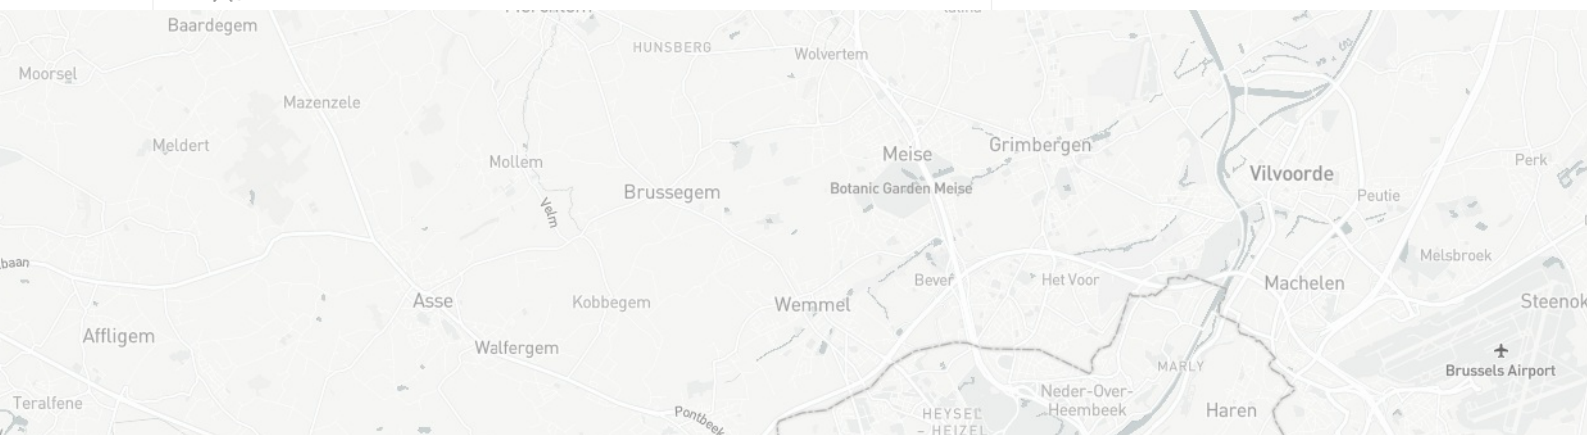 Baardegem
HUNSBERG
Wolvertem
Moorsel
Mazenzele
Meldert
Mollem
Meise
Grimbergen
Perk
Vilvoorde
Brussegem
Botanic Garden Meise
Peutie
Velm
baan
Melsbroek
Bever
Het Voor
Machelen
Asse
Kobbegem
Wemmel
Steenok
Affligem
Walfergem
MARLY
Brussels Airport
Teralfene
Pontbeek
Neder-Over-
Heembeek
Haren
HEYSEL
– HEIZEL